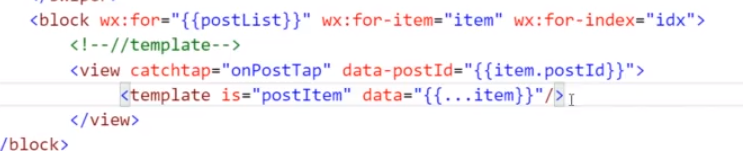 <block wx:for="{{postList}}" wx:for-item="item" wx:for-index="idx">
<!--//template-->
<view catchtap="onPostTap" data-postId="{{item.postId}}">
<template is="postItem" data="{{...item}}"/>
</view>
/block>